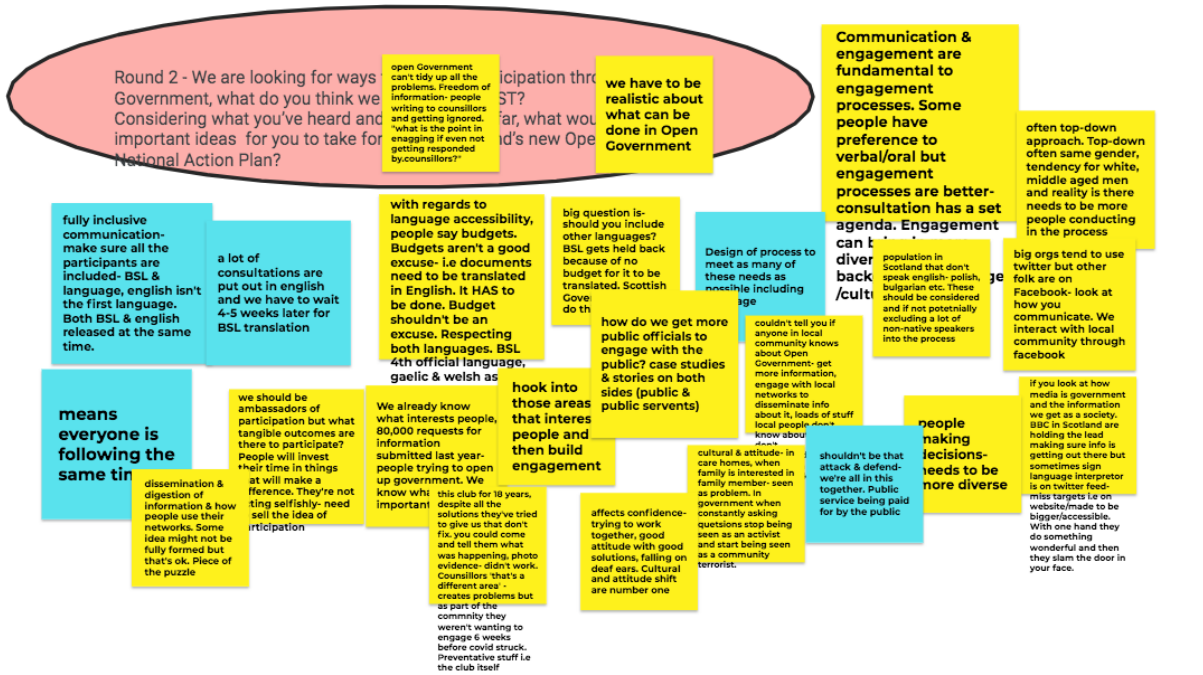 Round 2 - We are looking for ways
Government, what do you think we
Considering what you've heard and
important ideas for you to take for
National Action Plan?
icipation thro
ST?
far, what wou
nd's new Ope
open Government
can't tidy up all the
problems. Freedom of
information- people
writing to counsillors
and getting ignored.
"what is the point in
enagaging if even not
getting responded
by.counsillors?"
we have to be
realistic about
what can be
done in Open
Government
Communication &
engagement are
fundamental to
engagement
processes. Some
people have
preference to
verbal/oral but
engagement
processes are better-
consultation has a set
agenda. Engagement
can
diver
back
/cultu
often top-down
approach. Top-down
often same gender,
tendency for white,
middle aged men
and reality is there
needs to be more
people conducting
in the process
fully inclusive
communication-
make sure all the
participants are
included- BSL &
language, english isn't
the first language.
Both BSL & english
released at the same
time.
a lot of
consultations are
put out in english
and we have to wait
4-5 weeks later for
BSL translation
with regards to
language accessibility,
people say budgets.
Budgets aren't a good
excuse- i.e documents
need to be translated
in English. It HAS to
be done. Budget
shouldn't be an
excuse. Respecting
both languages. BSL
4th official language,
gaelic & welsh as
big question is-
should you include
other languages?
BSL gets held back
because of no
budget for it to be
translated. Scottish
Gover
do th
Design of process to
meet as many of
these needs as
possible including
age
population in
Scotland that don't
speak english- polish,
bulgarian etc. These
should be considered
and if not potetnially
excluding a lot of
non-native speakers
into the process
big orgs tend to use
twitter but other
folk are on
Facebook- look at
how you
communicate. We
interact with local
community through
facebook
how do we get more
public officials to
engage with the
public? case studies
& stories on both
sides (public &
public servents)
couldn't tell you if
anyone in local
community knows
about Open
Government- get
more information,
engage with local
networks to
disseminate info
about it, loads of stuff
local people don't
know about
don't
means
everyone is
following the
same tim
we should be
ambassadors of
participation but what
tangible outcomes are
there to participate?
People will invest
their time in things
hat will make a
fference. They're not
cting selfishly- need
sell the idea of
articipation
We already know
what interests people,
80,000 requests for
information
submitted last year-
people trying to open
up government. We
know wha
important
hook into
those areas
that interes
people and
then build
engagement
people
making
decisions-
needs to be
more diverse
if you look at how
media is government
and the information
we get as a society.
BBC in Scotland are
holding the lead
making sure info is
getting out there but
sometimes sign
language interpretor
is on twitter feed-
miss targets i.e on
website/made to be
bigger/accessible.
With one hand they
do something
wonderful and then
they slam the door in
your face.
shouldn't be that
attack & defend-
we're all in this
together. Public
service being paid
for by the public
cultural & attitude- in
care homes, when
family is interested in
family member- seen
as problem. In
government when
constantly asking
quetsions stop being
seen as an activist
and start being seen
as a community
terrorist.
dissemination &
digestion of
information & how
people use their
networks. Some
idea might not be
fully formed but
that's ok. Piece of
the puzzle
this club for 18 years,
despite all the
solutions they've tried
to give us that don't
fix. you could come
and tell them what
was happening, photo
evidence- didn't work.
Counsillors 'that's a
different area' -
creates problems but
as part of the
commnity they
weren't wanting to
engage 6 weeks
before covid struck.
Preventative stuff i.e
the club itself
affects confidence-
trying to work
together, good
attitude with good
solutions, falling on
deaf ears. Cultural
and attitude shift
are number one